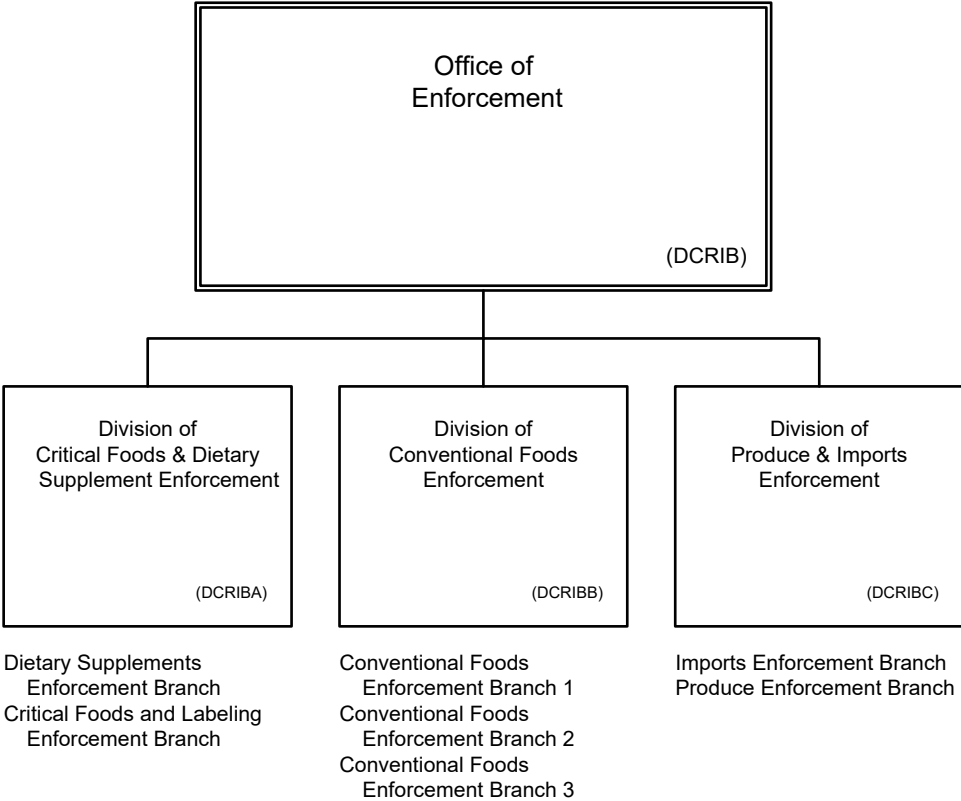 Office of
Enforcement
(DCRIB)
Division of
Critical Foods & Dietary
Supplement Enforcement
(DCRIBA)
Division of
Conventional Foods
Enforcement
(DCRIBB)
Division of
Produce & Imports
Enforcement
(DCRIBC)
Dietary Supplements
Enforcement Branch
Critical Foods and Labeling
Enforcement Branch
Conventional Foods
Enforcement Branch 1
Conventional Foods
Enforcement Branch 2
Conventional Foods
Enforcement Branch 3
Imports Enforcement Branch
Produce Enforcement Branch